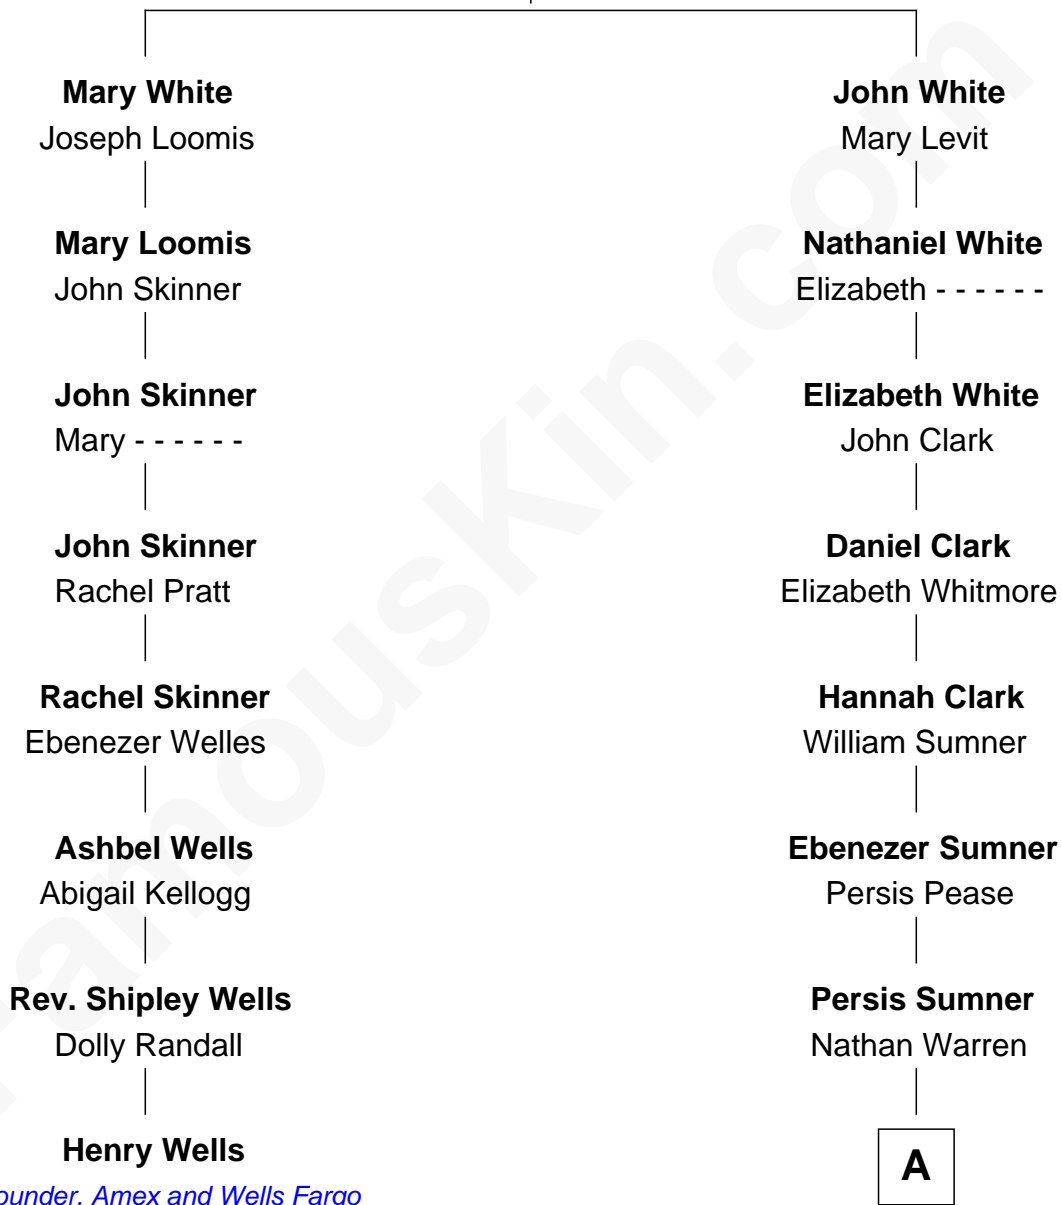 Mary White
Joseph Loomis
John White
Mary Levit
Mary Loomis
John Skinner
Nathaniel White
Elizabeth - - - - - -
John Skinner
Mary - - - - - -
Elizabeth White
John Clark
John Skinner
Rachel Pratt
Daniel Clark
Elizabeth Whitmore
Rachel Skinner
Ebenezer Welles
Hannah Clark
William Sumner
Ashbel Wells
Abigail Kellogg
Ebenezer Sumner
Persis Pease
Rev. Shipley Wells
Dolly Randall
Persis Sumner
Nathan Warren
Henry Wells
ounder, Amex and Wells Fargo
A
FamousKin.com